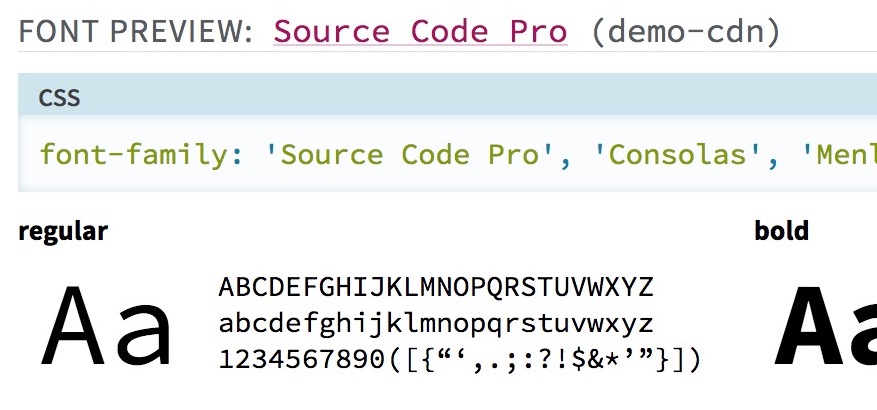 FONT PREVIEW: Source Code Pro (demo-cdn)
CSS
font-family: 'Source Code Pro', 'Consolas', 'Menl
regular
bold
Aa
ABCDEFGHIJKLMNOPQRSTUVWXYZ
abcdefghijklmnopqrstuvwxyz
1234567890([{“‘,.;:?!$&*’”}])
Aa